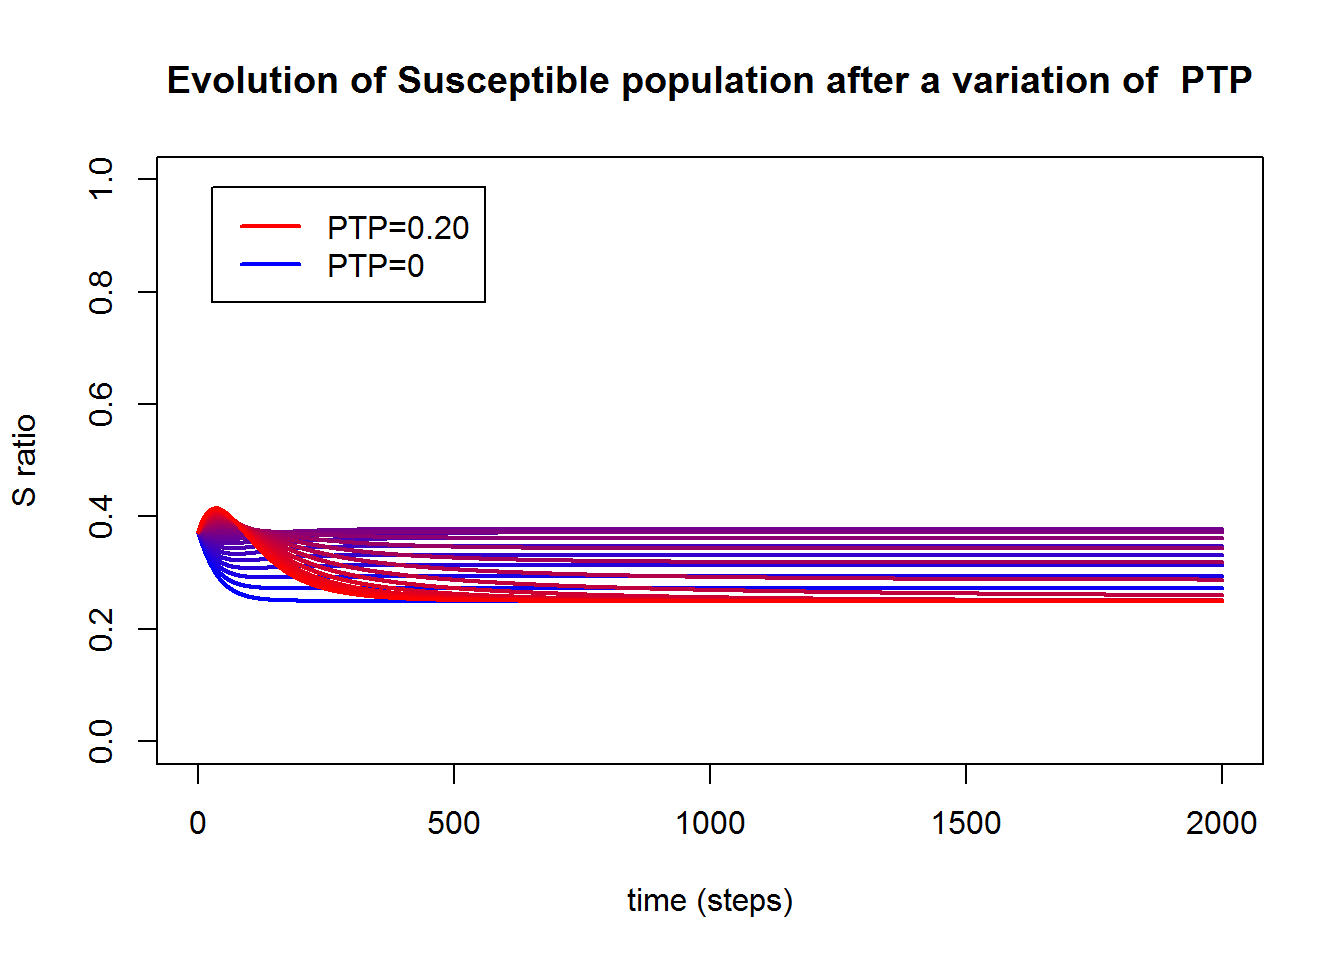 Evolution of Susceptible population after a variation of  PTP
S ratio
1.0
0.8
0.6
0.4
0.2
0.0
PTP=0.20
PTP=0
0 500 1000 1500 2000
time (steps)